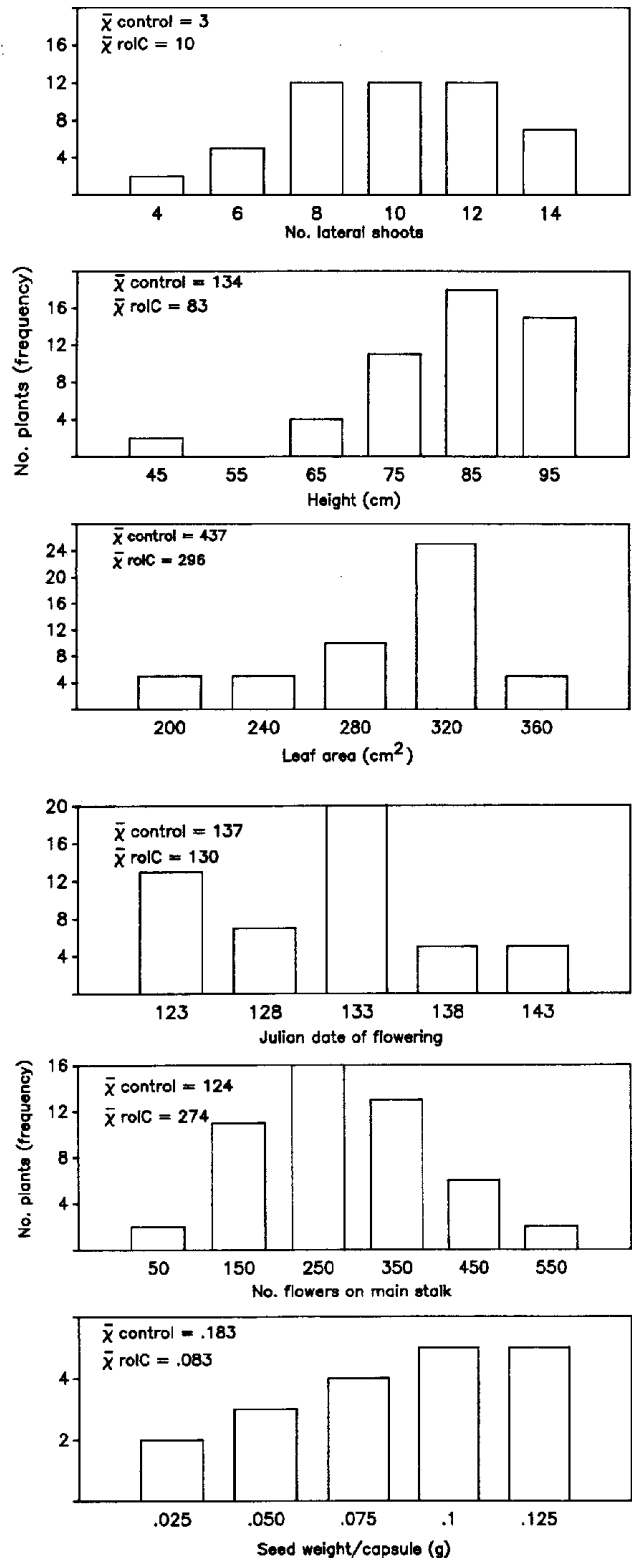 x̄ control = 3
x̄ rolC = 10
16
12
8
4
4 6 8 10 12 14
No. lateral shoots
No. plants (frequency)
x̄ control = 134
x̄ rolC = 83
16
12
8
4
45 55 65 75 85 95
Height (cm)
x̄ control = 437
x̄ rolC = 296
24
20
16
12
8
4
200 240 280 320 360
Leaf area (cm²)
20
x̄ control = 137
x̄ rolC = 130
16
12
8
4
123 128 133 138 143
Julian date of flowering
No. plants (frequency)
16
x̄ control = 124
x̄ rolC = 274
12
8
4
50 150 250 350 450 550
No. flowers on main stalk
x̄ control = .183
x̄ rolC = .083
4
2
.025 .050 .075 .1 .125
Seed weight/capsule (g)